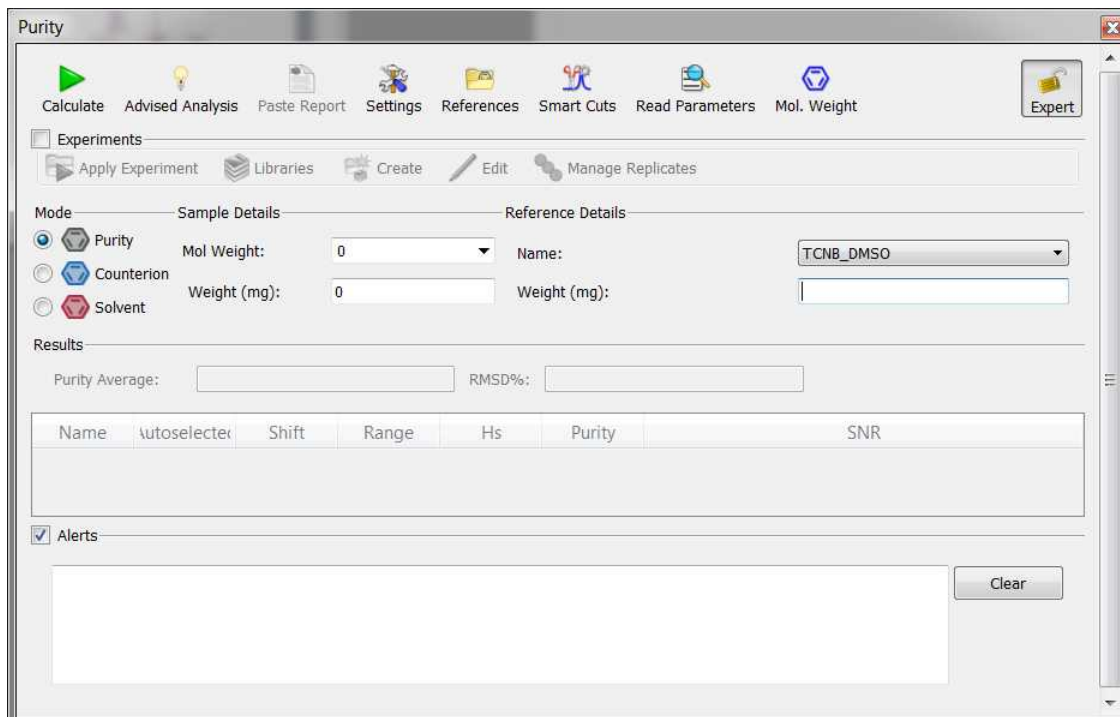 Purity
Calculate Advised Analysis Paste Report Settings References Smart Cuts Read Parameters Mol. Weight Expert
Experiments
Apply Experiment Libraries Create Edit Manage Replicates
Mode Sample Details Reference Details
Purity Mol Weight: 0 Name: TCNB_DMSO
Counterion
Weight (mg): 0 Weight (mg):
Solvent
Results
Purity Average: RMSD%:
Name Autoselected Shift Range Hs Purity SNR
Alerts
Clear